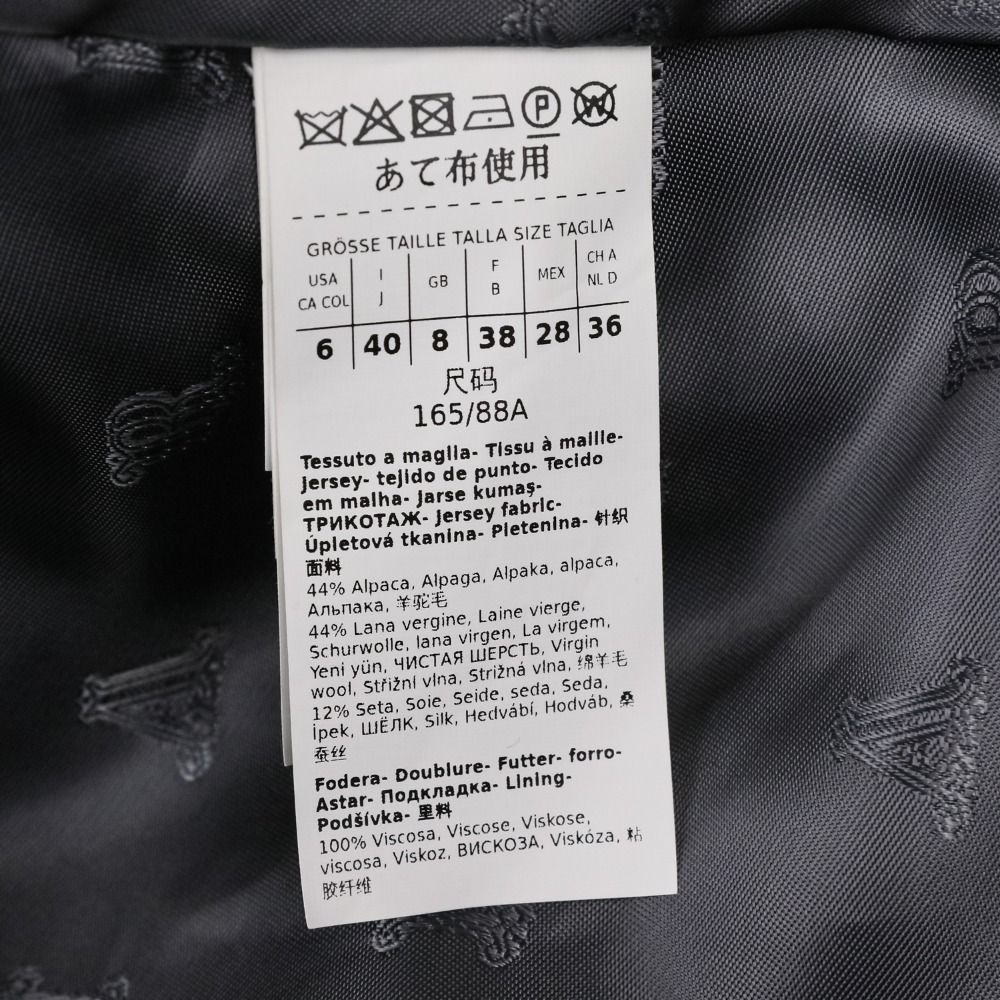 P W
あて布使用
GRÖSSE TAILLE TALLA SIZE TAGLIA
USA CA COL I J GB F B MEX CH A NL D
6 40 8 38 28 36
尺码
165/88A
Tessuto a maglia- Tissu à maille-
jersey- tejido de punto- Tecido
em malha- Jarse kumaş-
ТРИКОТАЖ- Jersey fabric-
Úpletová tkanina- Pletenina- 针织
面料
44% Alpaca, Alpaga, Alpaka, alpaca,
Альпака, 羊驼毛
44% Lana vergine, Laine vierge,
Schurwolle, lana virgen, La virgem,
Yeni yün, ЧИСТАЯ ШЕРСТЬ, Virgin
wool, Střižní vlna, Strižná vlna, 绵羊毛
12% Seta, Soie, Seide, seda, Seda,
İpek, ШЁЛК, Silk, Hedvábí, Hodváb, 桑
蚕丝
Fodera- Doublure- Futter- forro-
Astar- Подкладка- Lining-
Podšívka- 里料
100% Viscosa, Viscose, Viskose,
viscosa, Viskoz, ВИСКОЗА, Viskóza, 粘
胶纤维